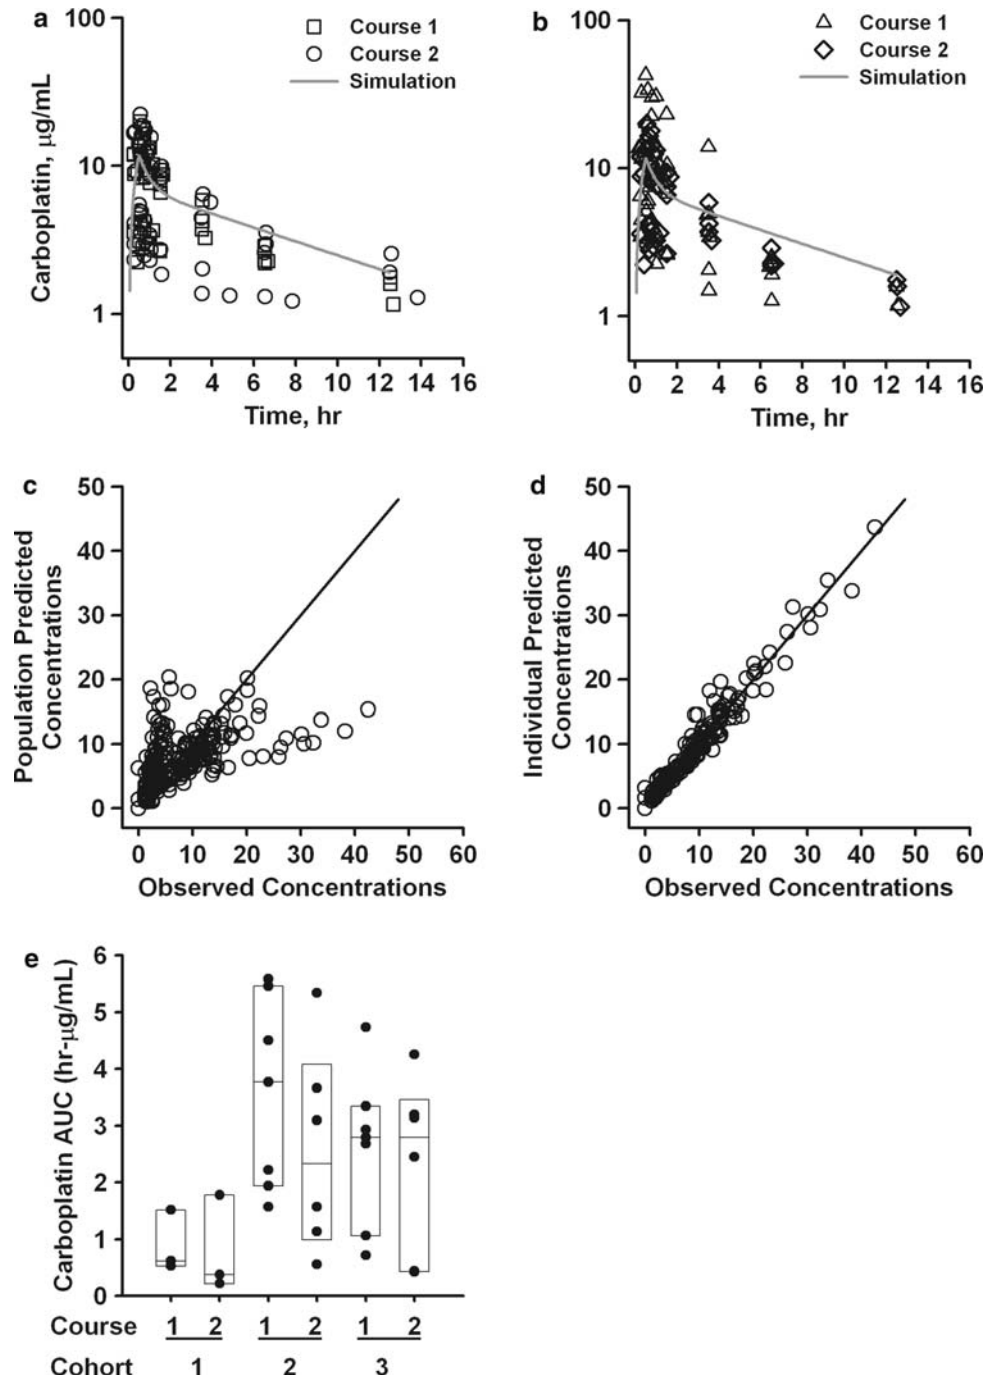 a
100
10
1
Carboplatin, µg/mL
Course 1
Course 2
Simulation
0 2 4 6 8 10 12 14 16
Time, hr
b
100
10
1
Course 1
Course 2
Simulation
0 2 4 6 8 10 12 14 16
Time, hr
c
50
40
30
20
10
0
Population Predicted
Concentrations
0 10 20 30 40 50 60
Observed Concentrations
d
50
40
30
20
10
0
Individual Predicted
Concentrations
0 10 20 30 40 50 60
Observed Concentrations
e
6
5
4
3
2
1
0
Carboplatin AUC (hr-µg/mL)
Course 1 2 1 2 1 2
Cohort 1 2 3